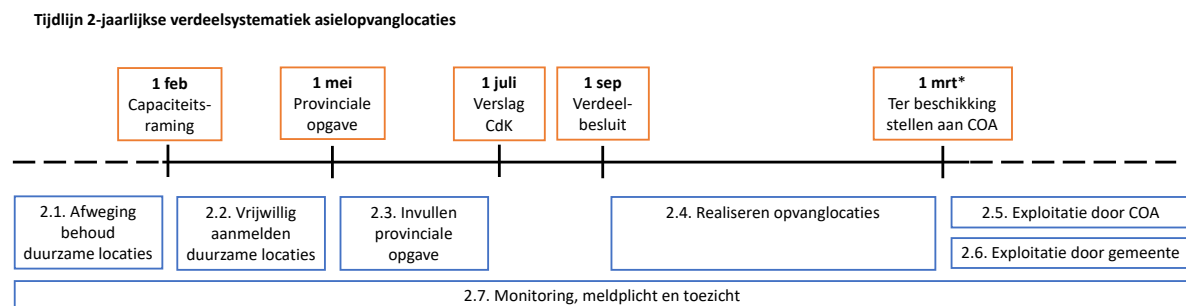 Tijdlijn 2-jaarlijkse verdeelsystematiek asielopvanglocaties
1 feb
Capaciteits-
raming
1 mei
Provinciale
opgave
1 juli
Verslag
CdK
1 sep
Verdeel-
besluit
1 mrt*
Ter beschikking
stellen aan COA
2.1. Afweging
behoud
duurzame locaties
2.2. Vrijwillig
aanmelden
duurzame locaties
2.3. Invullen
provinciale
opgave
2.4. Realiseren opvanglocaties
2.5. Exploitatie door COA
2.6. Exploitatie door gemeente
2.7. Monitoring, meldplicht en toezicht